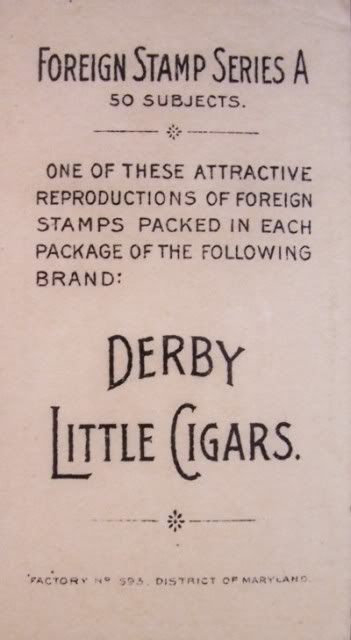 FOREIGN STAMP SERIES A
50 SUBJECTS.
ONE OF THESE ATTRACTIVE
REPRODUCTIONS OF FOREIGN
STAMPS PACKED IN EACH
PACKAGE OF THE FOLLOWING
BRAND:
DERBY
LITTLE CIGARS.
FACTORY Nº 593, DISTRICT OF MARYLAND.